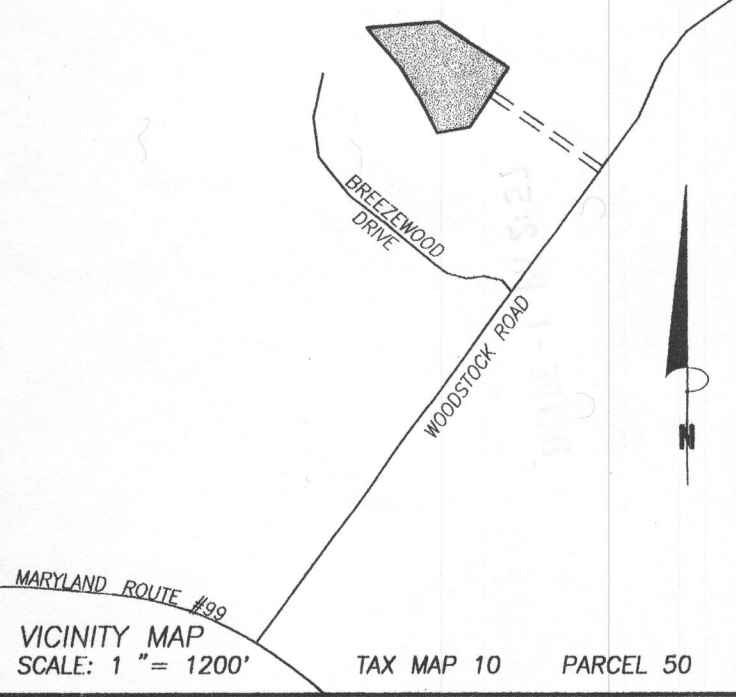 BREEZEWOOD
DRIVE
WOODSTOCK ROAD
N
MARYLAND ROUTE #99
VICINITY MAP
SCALE: 1 "= 1200'
TAX MAP 10 PARCEL 50